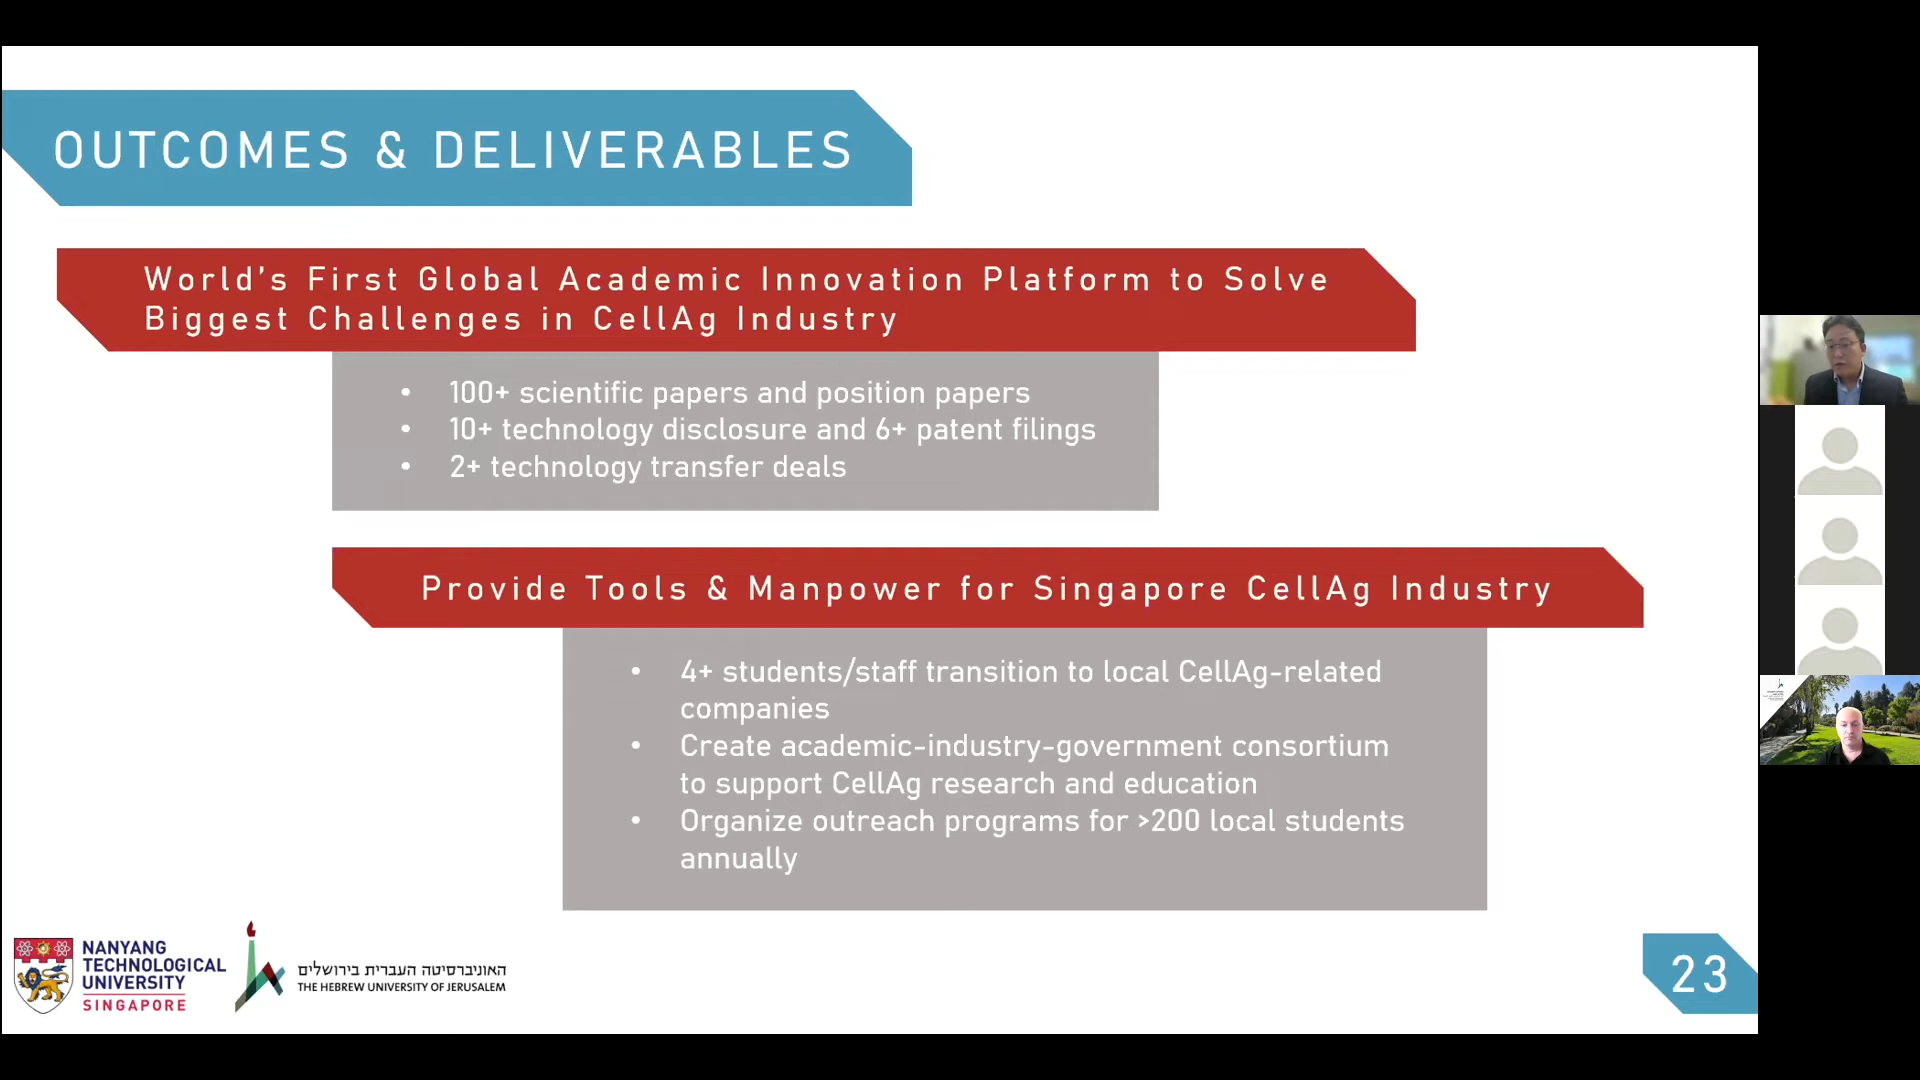 OUTCOMES & DELIVERABLES
World's First Global Academic Innovation Platform to Solve
Biggest Challenges in CellAg Industry
• 100+ scientific papers and position papers
• 10+ technology disclosure and 6+ patent filings
• 2+ technology transfer deals
Provide Tools & Manpower for Singapore CellAg Industry
• 4+ students/staff transition to local CellAg-related
companies
• Create academic-industry-government consortium
to support CellAg research and education
• Organize outreach programs for >200 local students
annually
NANYANG
TECHNOLOGICAL
UNIVERSITY
SINGAPORE
האוניברסיטה העברית בירושלים
THE HEBREW UNIVERSITY OF JERUSALEM
23